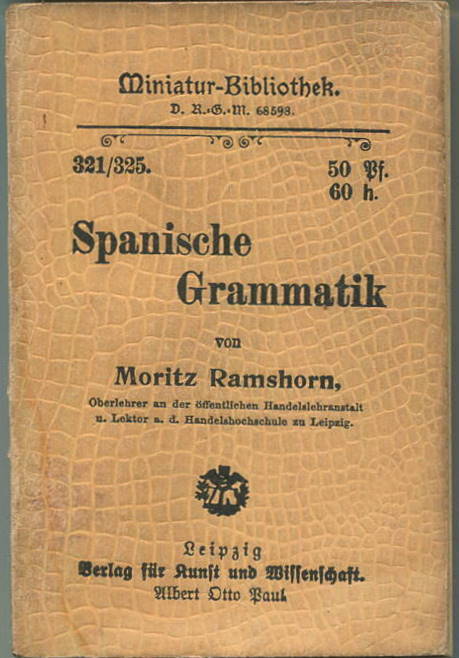 Miniatur-Bibliothek.
D. R.-G.-M. 68598.
321/325.
50 Pf.
60 h.
Spanische
Grammatik
von
Moritz Ramshorn,
Oberlehrer an der öffentlichen Handelslehranstalt
u. Lektor a. d. Handelshochschule zu Leipzig.
Leipzig
Verlag für Kunſt und Wiſſenſchaft.
Albert Otto Paul